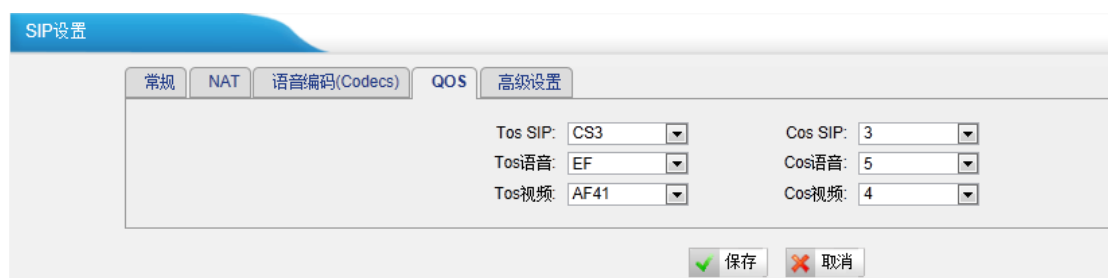 SIP设置
常规 NAT 语音编码(Codecs) QOS 高级设置
Tos SIP: CS3 Cos SIP: 3
Tos语音: EF Cos语音: 5
Tos视频: AF41 Cos视频: 4
保存 取消